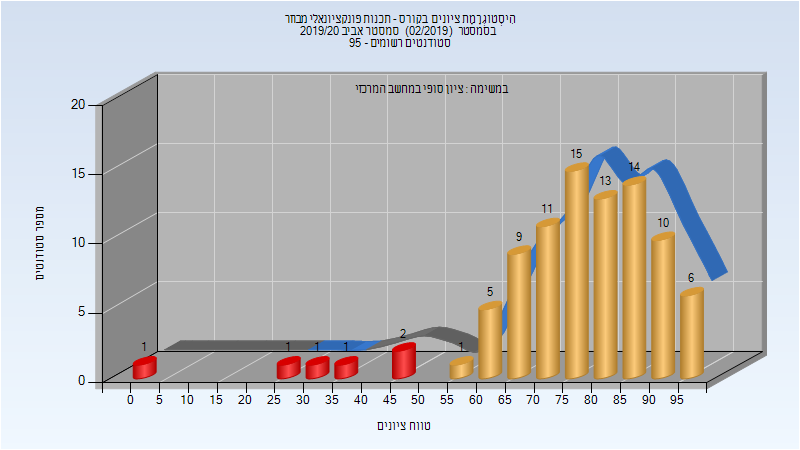 היסטוגרמת ציונים בקורס - תכנות פונקציונאלי מבוזר
בסמסטר (02/2019) סמסטר אביב 2019/20
סטודנטים רשומים - 95
במשימה : ציון סופי במחשב המרכזי
מספר סטודנטים
20
15
10
5
0
1 1 1 1 2 1 5 9 11 15 13 14 10 6
0 5 10 15 20 25 30 35 40 45 50 55 60 65 70 75 80 85 90 95
טווח ציונים